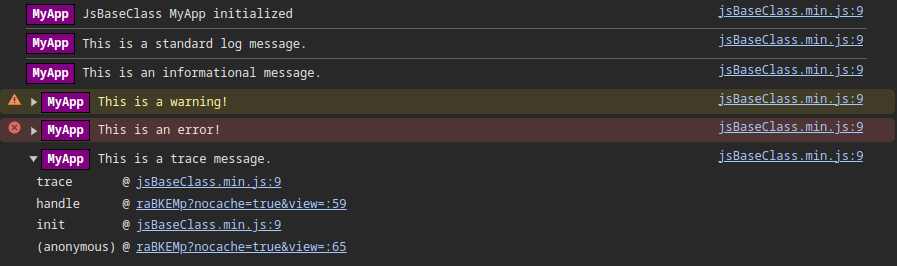 MyApp JsBaseClass MyApp initialized jsBaseClass.min.js:9
MyApp This is a standard log message. jsBaseClass.min.js:9
MyApp This is an informational message. jsBaseClass.min.js:9
MyApp This is a warning! jsBaseClass.min.js:9
MyApp This is an error! jsBaseClass.min.js:9
MyApp This is a trace message. jsBaseClass.min.js:9
trace @ jsBaseClass.min.js:9
handle @ raBKEMp?nocache=true&view=:59
init @ jsBaseClass.min.js:9
(anonymous) @ raBKEMp?nocache=true&view=:65